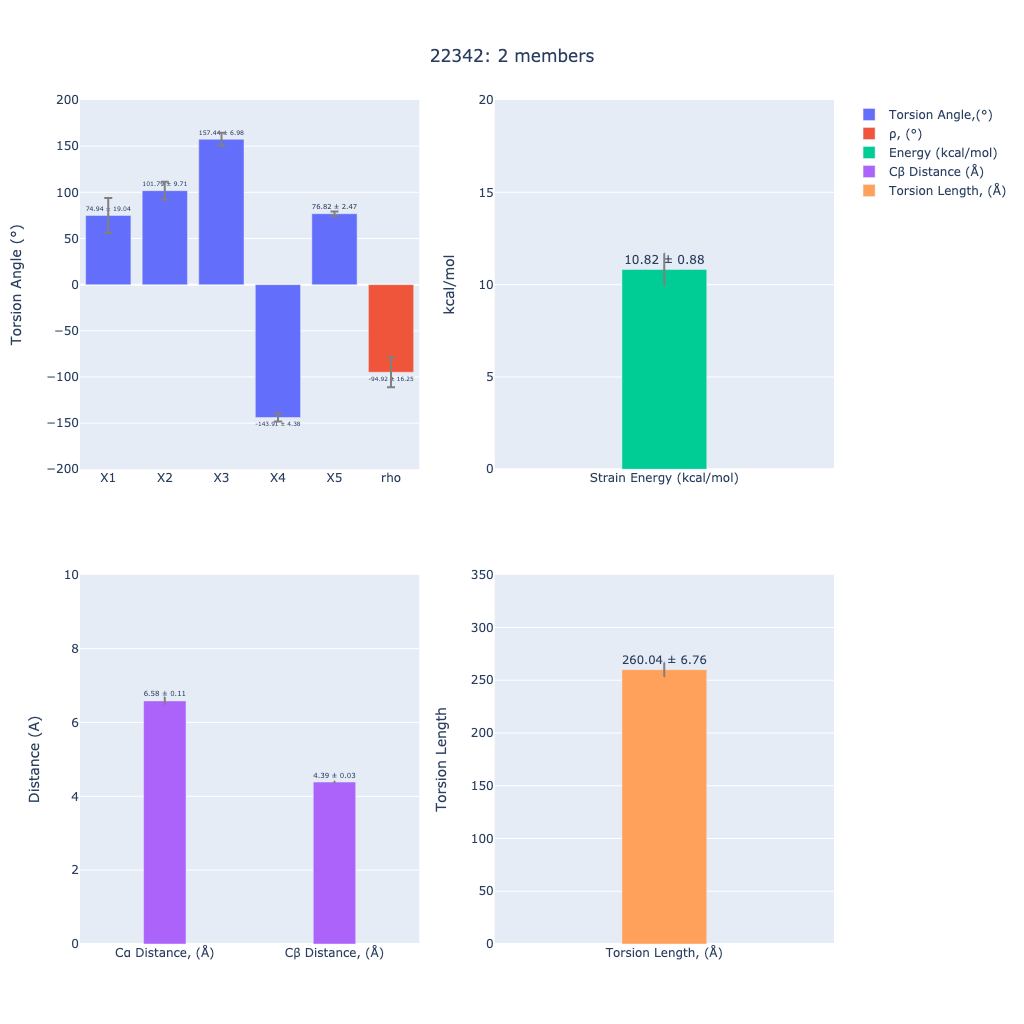 22342: 2 members
Torsion Angle (°)
200
150
100
50
0
−50
−100
−150
−200
74.94 ± 19.04
101.79 ± 9.71
157.44 ± 6.98
-143.91 ± 4.38
76.82 ± 2.47
-94.92 ± 16.25
X1 X2 X3 X4 X5 rho
kcal/mol
20
15
10
5
0
10.82 ± 0.88
Strain Energy (kcal/mol)
Torsion Angle,(°)
ρ, (°)
Energy (kcal/mol)
Cβ Distance (Å)
Torsion Length, (Å)
Distance (A)
10
8
6
4
2
0
6.58 ± 0.11
4.39 ± 0.03
Cα Distance, (Å) Cβ Distance, (Å)
Torsion Length
350
300
250
200
150
100
50
0
260.04 ± 6.76
Torsion Length, (Å)